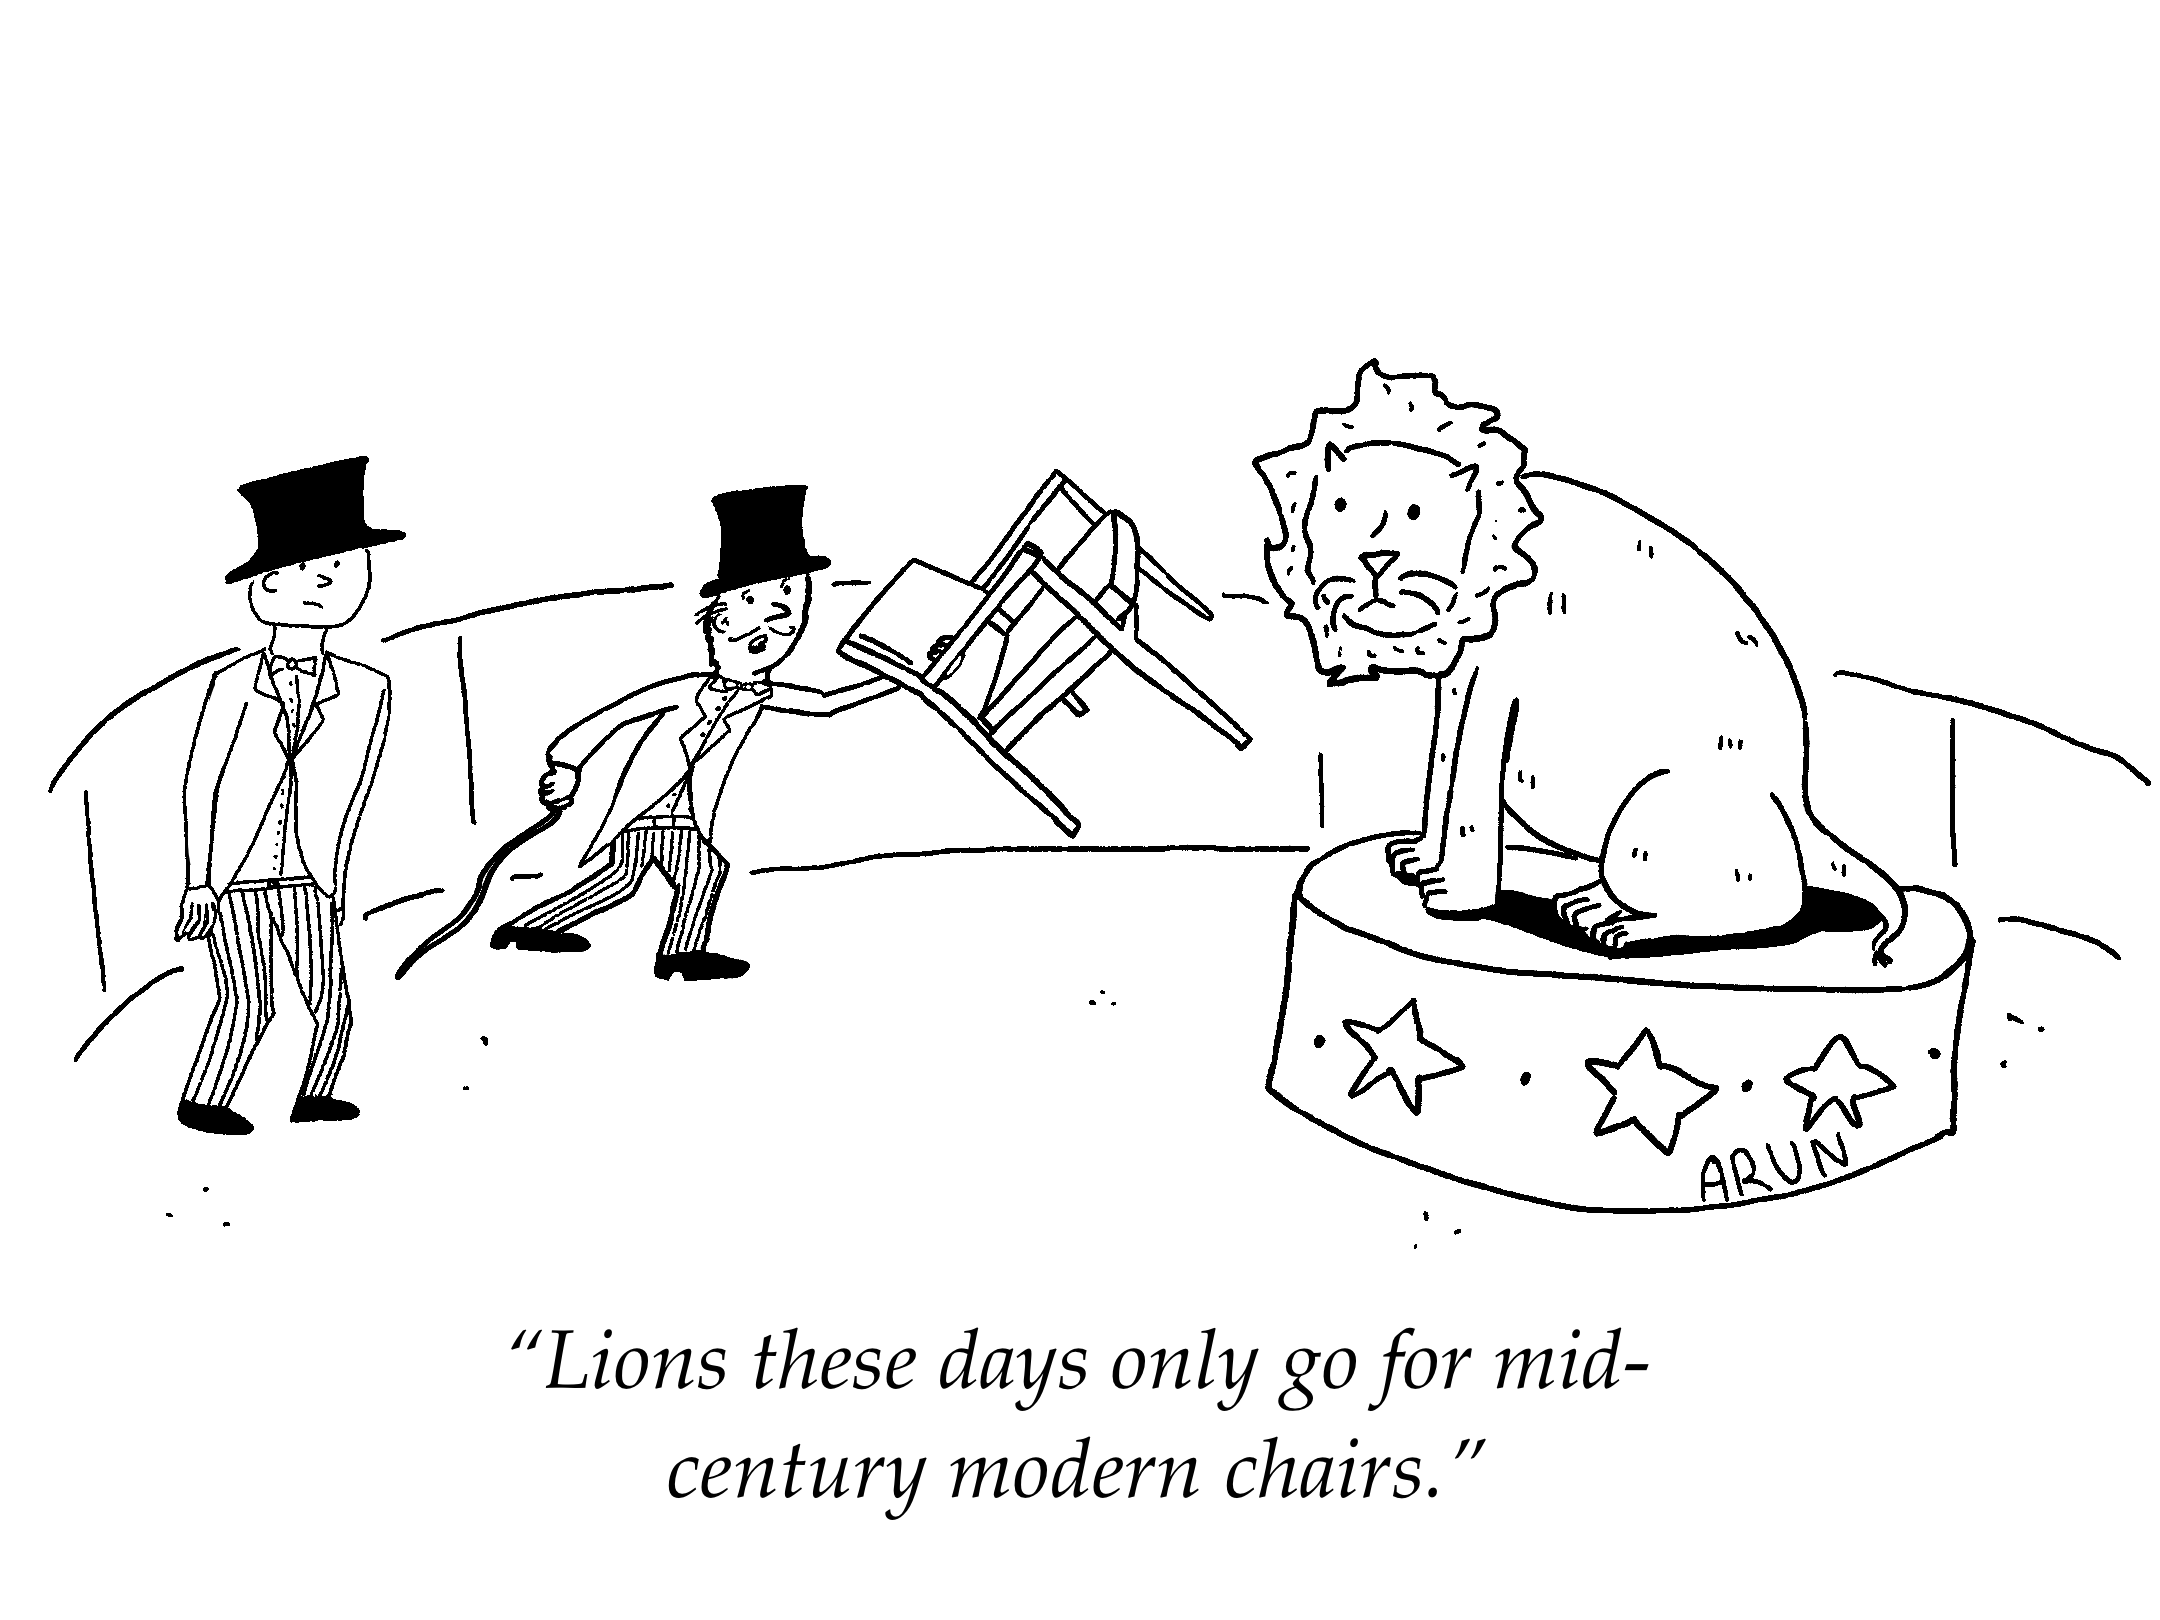 ARUN
“Lions these days only go for mid-
century modern chairs.”